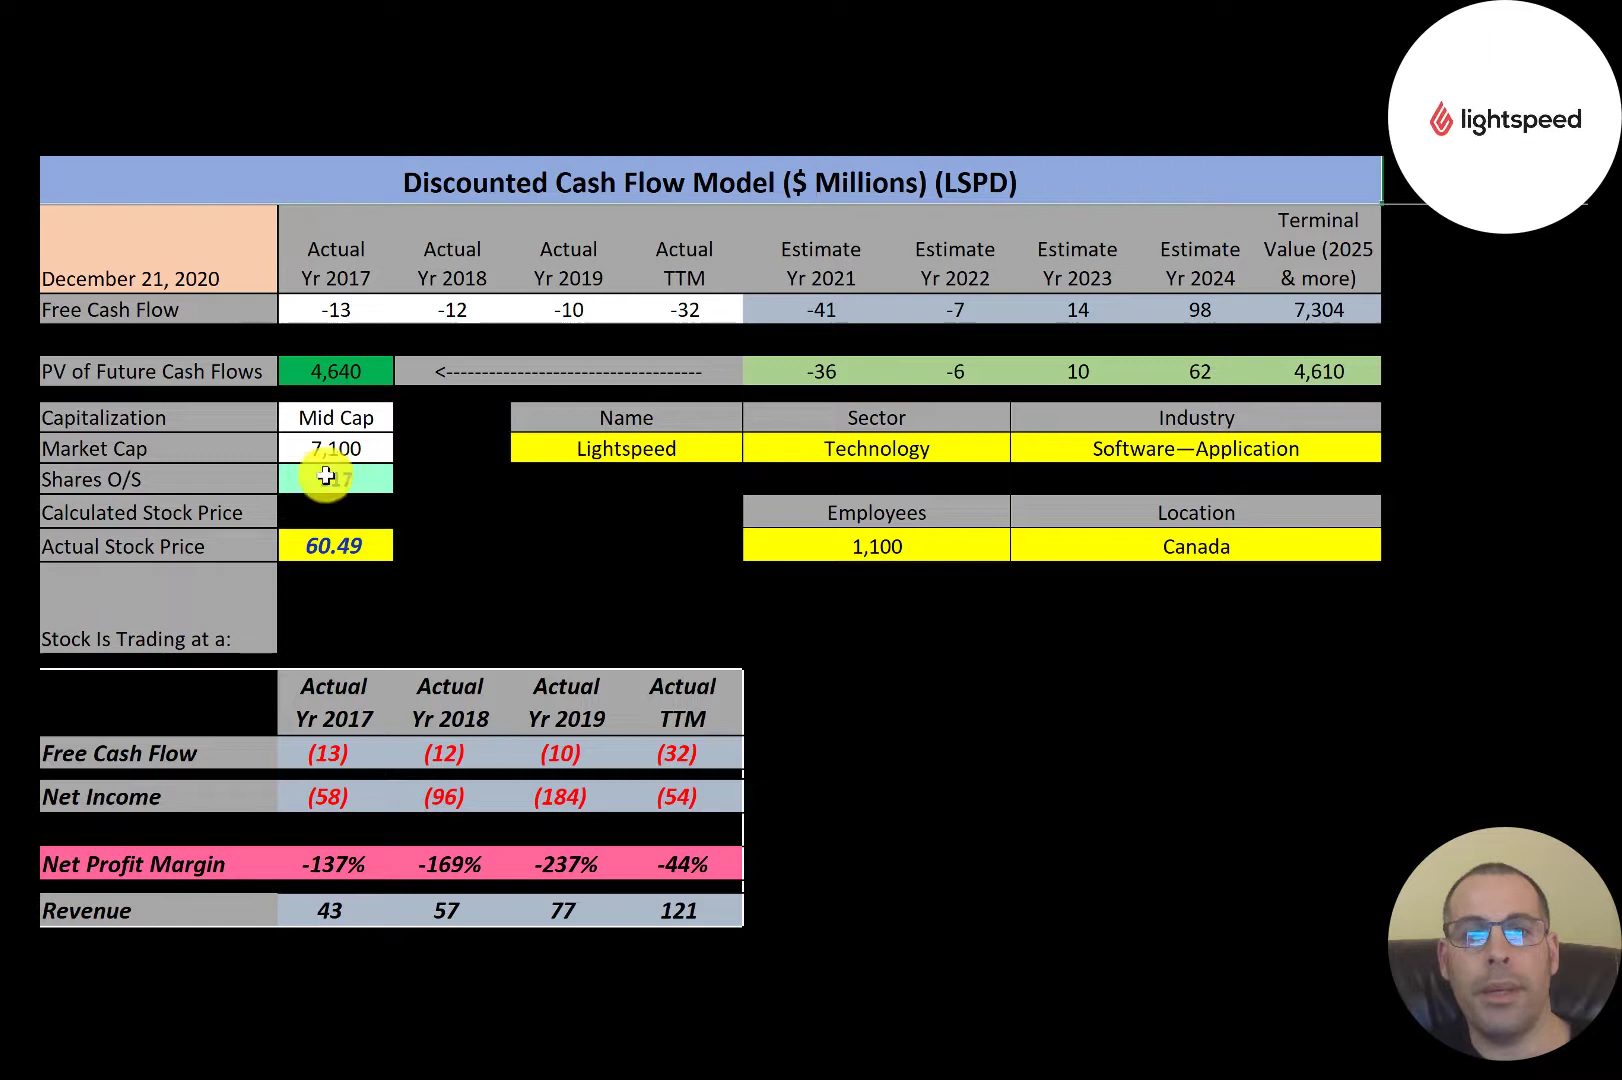 lightspeed
Discounted Cash Flow Model ($ Millions) (LSPD)
December 21, 2020 Actual Yr 2017 Actual Yr 2018 Actual Yr 2019 Actual TTM Estimate Yr 2021 Estimate Yr 2022 Estimate Yr 2023 Estimate Yr 2024 Terminal Value (2025 & more)
Free Cash Flow -13 -12 -10 -32 -41 -7 14 98 7,304
PV of Future Cash Flows 4,640 <------------------------------------ -36 -6 10 62 4,610
Capitalization Mid Cap Name Sector Industry
Market Cap 7,100 Lightspeed Technology Software—Application
Shares O/S
Calculated Stock Price Employees Location
Actual Stock Price 60.49 1,100 Canada
Stock Is Trading at a:
Actual Yr 2017 Actual Yr 2018 Actual Yr 2019 Actual TTM
Free Cash Flow (13) (12) (10) (32)
Net Income (58) (96) (184) (54)
Net Profit Margin -137% -169% -237% -44%
Revenue 43 57 77 121